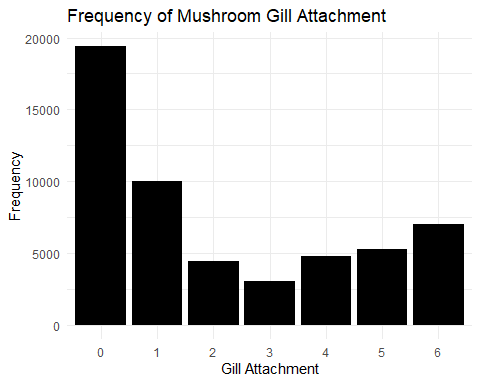 Frequency of Mushroom Gill Attachment
20000
15000
10000
5000
0
Frequency
0 1 2 3 4 5 6
Gill Attachment